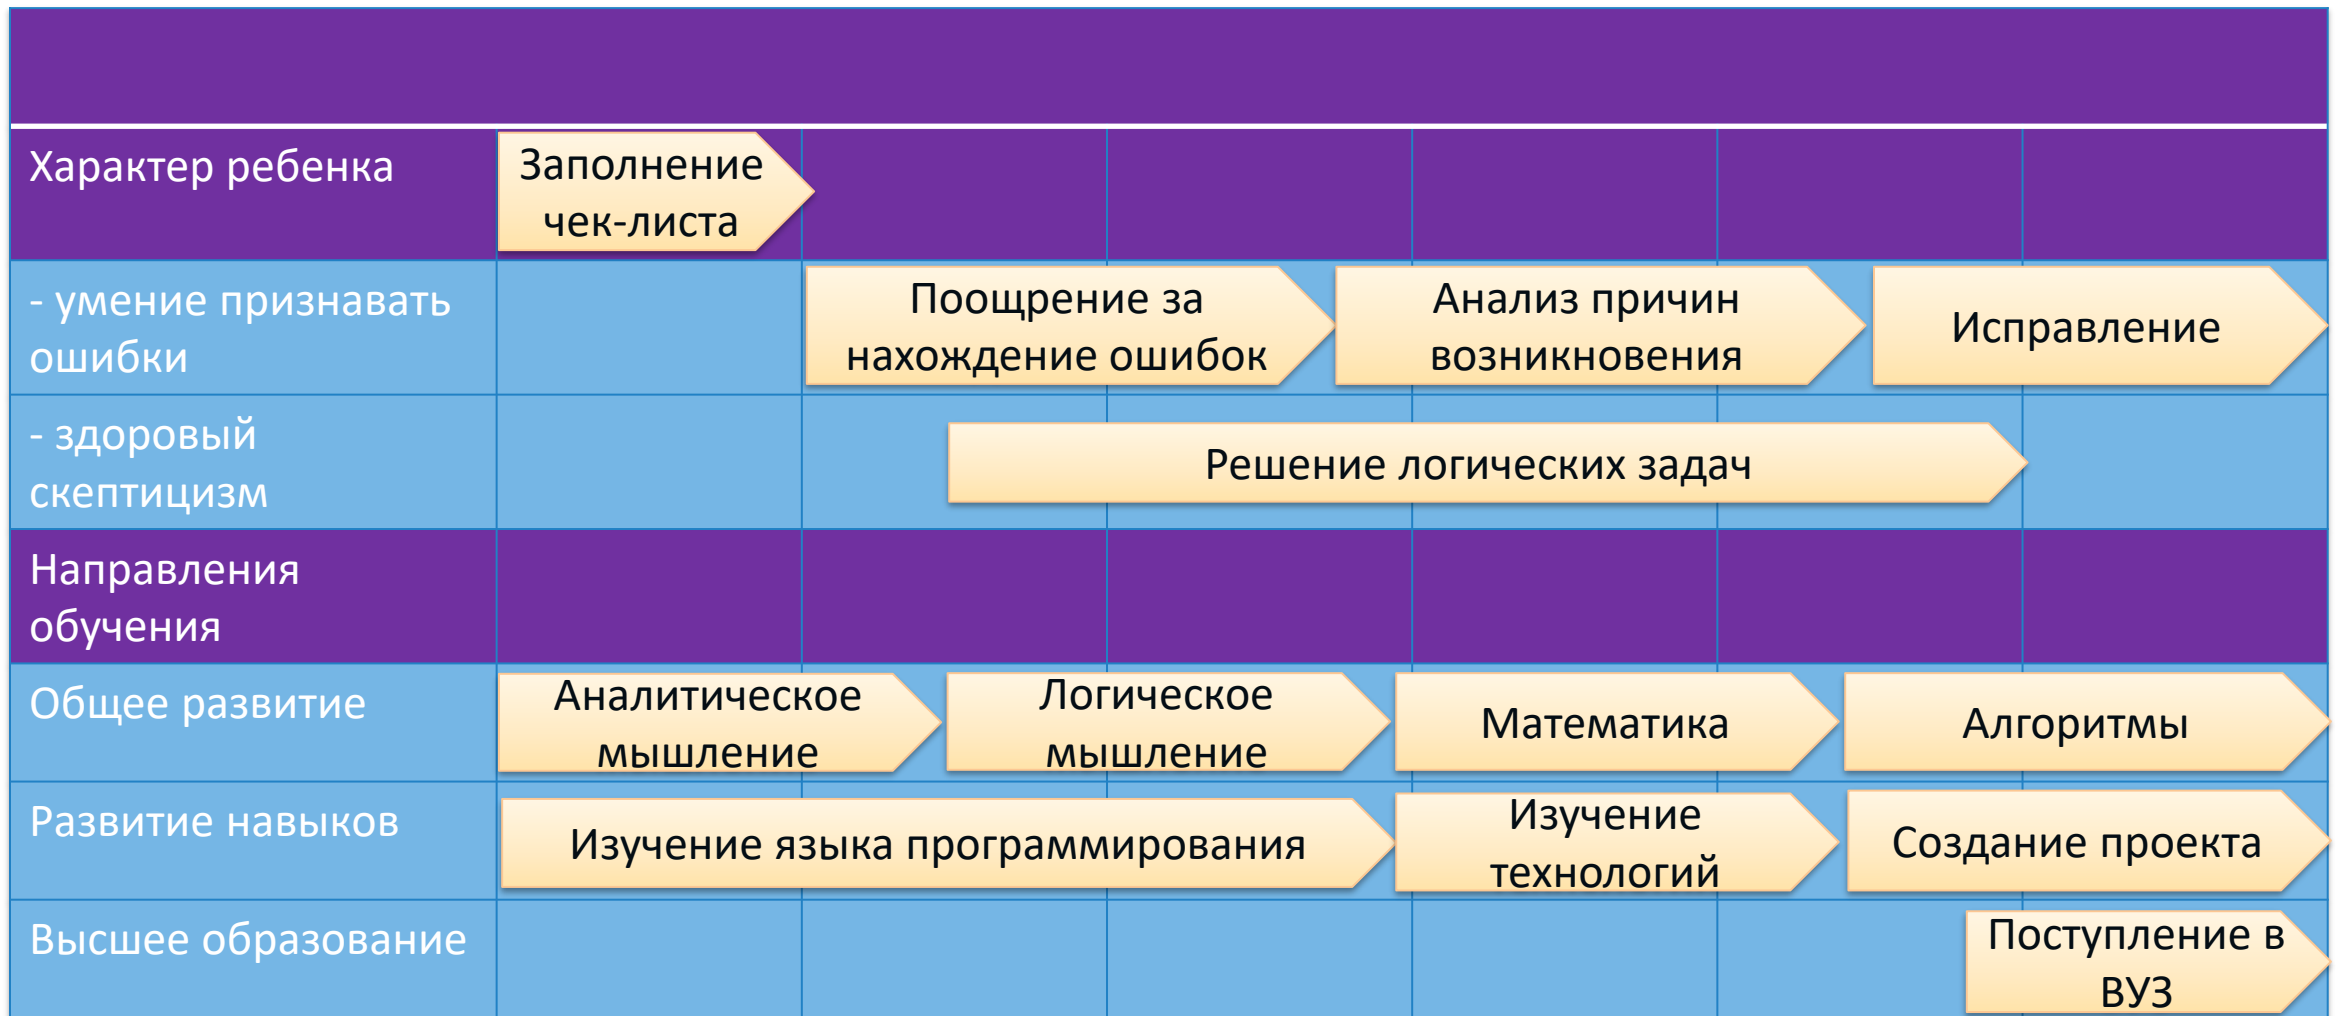 Характер ребенка
Заполнение
чек-листа
- умение признавать
ошибки
Поощрение за
нахождение ошибок
Анализ причин
возникновения
Исправление
- здоровый
скептицизм
Решение логических задач
Направления
обучения
Общее развитие
Аналитическое
мышление
Логическое
мышление
Математика
Алгоритмы
Развитие навыков
Изучение языка программирования
Изучение
технологий
Создание проекта
Высшее образование
Поступление в
ВУЗ